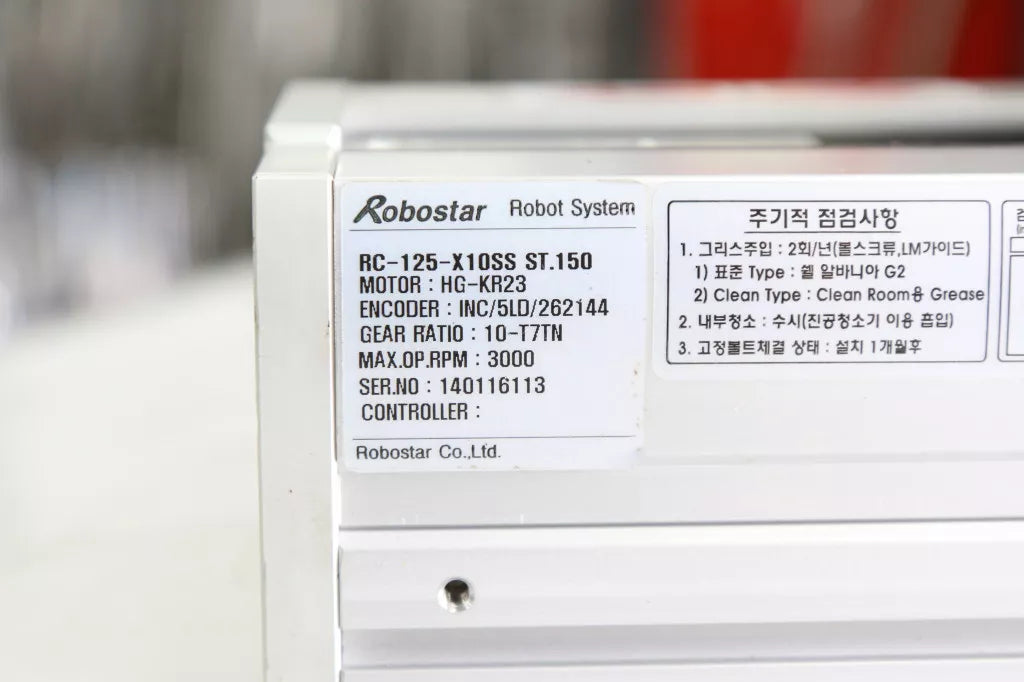 Robostar Robot System
RC-125-X10SS ST.150
MOTOR : HG-KR23
ENCODER : INC/5LD/262144
GEAR RATIO : 10-T7TN
MAX.OP.RPM : 3000
SER.NO : 140116113
CONTROLLER :
Robostar Co.,Ltd.
주기적 점검사항
1. 그리스주입 : 2회/년(볼스크류,LM가이드)
1) 표준 Type : 쉘 알바니아 G2
2) Clean Type : Clean Room용 Grease
2. 내부청소 : 수시(진공청소기 이용 흡입)
3. 고정볼트체결 상태 : 설치 1개월후